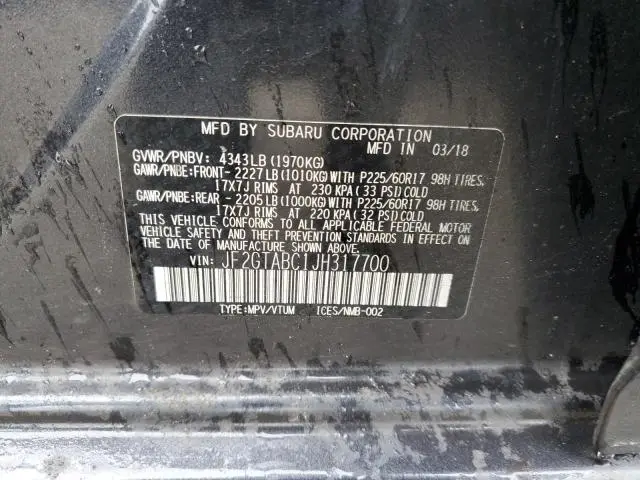 MFD BY SUBARU CORPORATION
MFD IN 03/18
GVWR/PNBV: 4343LB(1970KG)
GAWR/PNBE:FRONT-2227LB(1010KG)WITH P225/60R17 98H TIRES,
17X7J RIMS AT 230 KPA(33 PSI)COLD
GAWR/PNBE:REAR -2205LB(1000KG)WITH P225/60R17 98H TIRES,
17X7J RIMS AT 220 KPA(32 PSI)COLD
THIS VEHICLE CONFORMS TO ALL APPLICABLE FEDERAL MOTOR
VEHICLE SAFETY AND THEFT PREVENTION STANDARDS IN EFFECT
ON THE DATE OF MANUFACTURE SHOWN ABOVE.
VIN: JF2GTABC1JH317700
TYPE:MPV/VTUM ICES/NMB-002